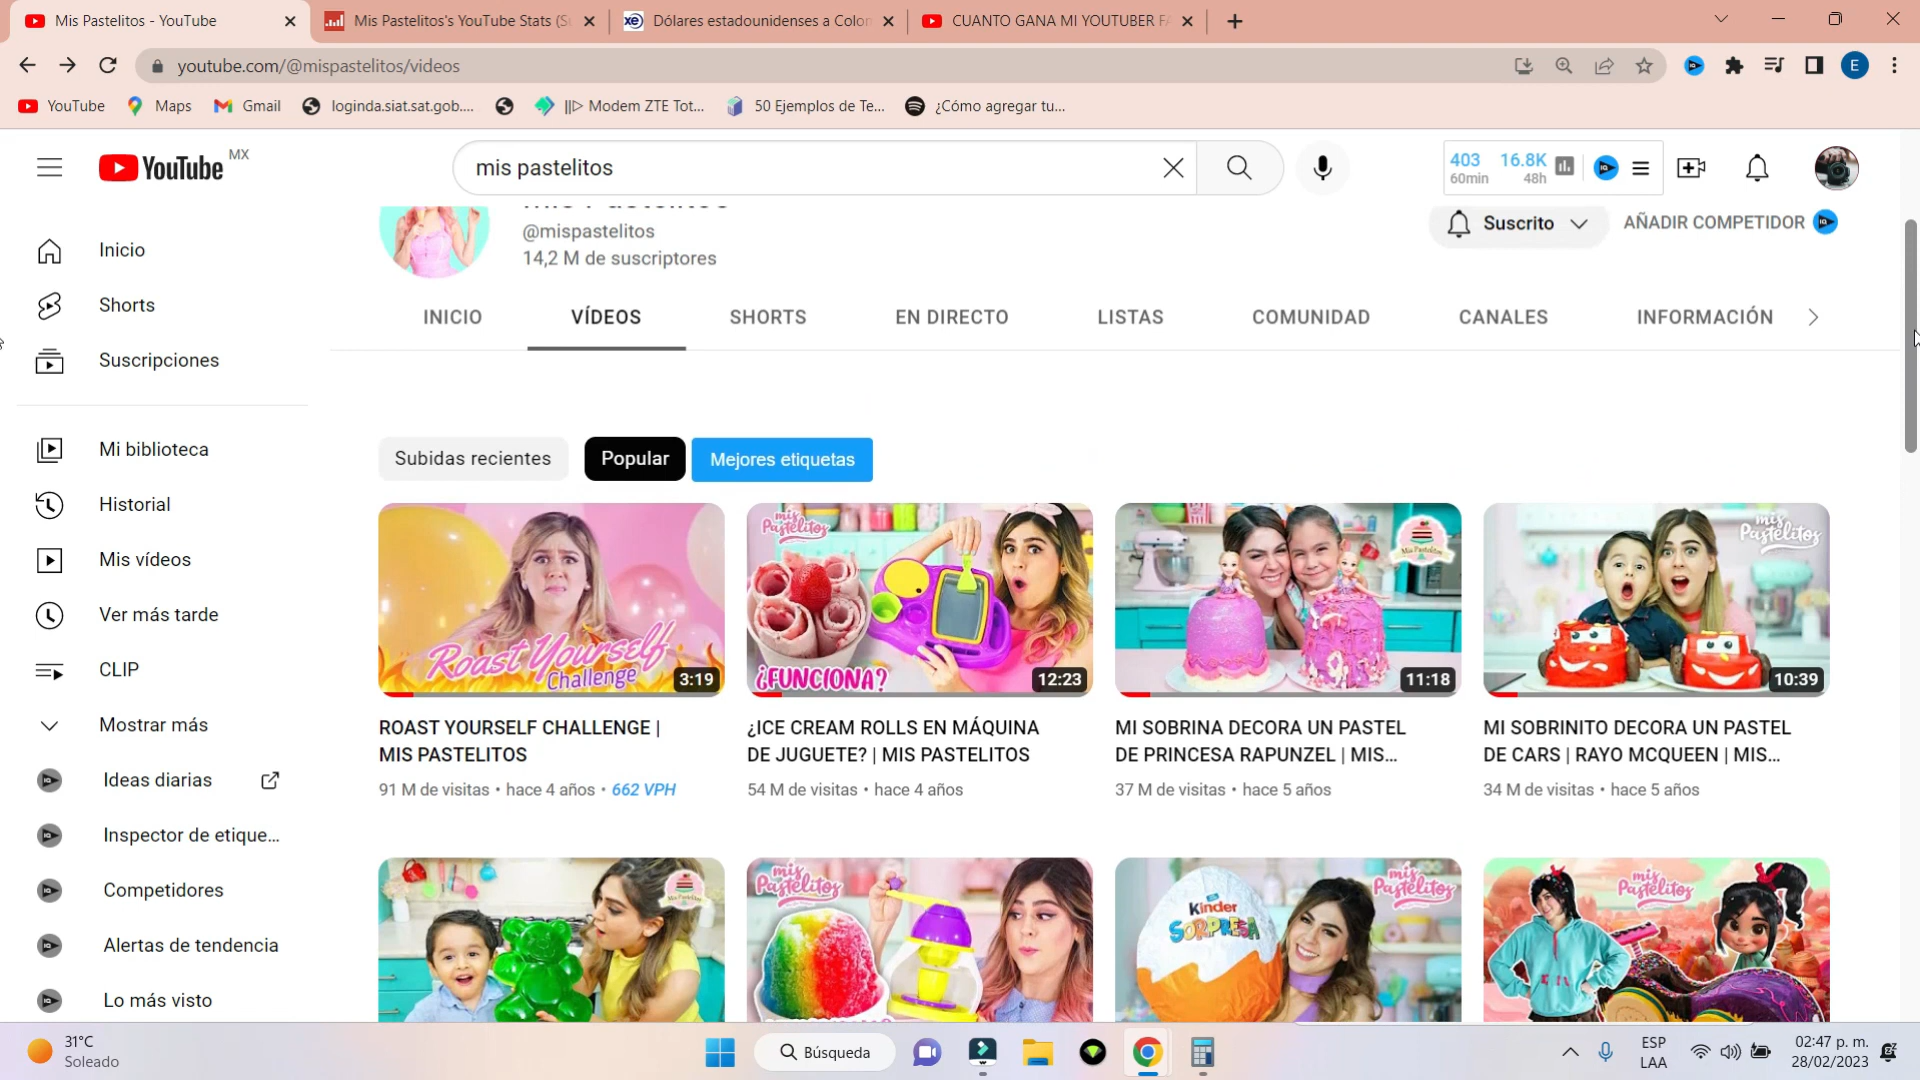 Mis Pastelitos - YouTube
Mis Pastelitos's YouTube Stats (S
Dólares estadounidenses a Colon
CUANTO GANA MI YOUTUBER FA
youtube.com/@mispastelitos/videos
E
YouTube
Maps
Gmail
loginda.siat.sat.gob....
||▷ Modem ZTE Tot...
50 Ejemplos de Te...
¿Cómo agregar tu...
YouTube MX
mis pastelitos
403
60min
16.8K
48h
@mispastelitos
14,2 M de suscriptores
Suscrito
AÑADIR COMPETIDOR
INICIO
VÍDEOS
SHORTS
EN DIRECTO
LISTAS
COMUNIDAD
CANALES
INFORMACIÓN
Inicio
Shorts
Suscripciones
Mi biblioteca
Historial
Mis vídeos
Ver más tarde
CLIP
Mostrar más
Ideas diarias
Inspector de etique...
Competidores
Alertas de tendencia
Lo más visto
Subidas recientes
Popular
Mejores etiquetas
Roast Yourself
Challenge
3:19
mis Pastelitos
¿FUNCIONA?
12:23
Mis Pastelitos
11:18
mis Pastelitos
10:39
ROAST YOURSELF CHALLENGE |
MIS PASTELITOS
91 M de visitas • hace 4 años • 662 VPH
¿ICE CREAM ROLLS EN MÁQUINA
DE JUGUETE? | MIS PASTELITOS
54 M de visitas • hace 4 años
MI SOBRINA DECORA UN PASTEL
DE PRINCESA RAPUNZEL | MIS...
37 M de visitas • hace 5 años
MI SOBRINITO DECORA UN PASTEL
DE CARS | RAYO MCQUEEN | MIS...
34 M de visitas • hace 5 años
Mis Pastelitos
mis Pastelitos
Kinder
SORPRESA
mis Pastelitos
mis Pastelitos
31°C
Soleado
Búsqueda
ESP
LAA
02:47 p. m.
28/02/2023